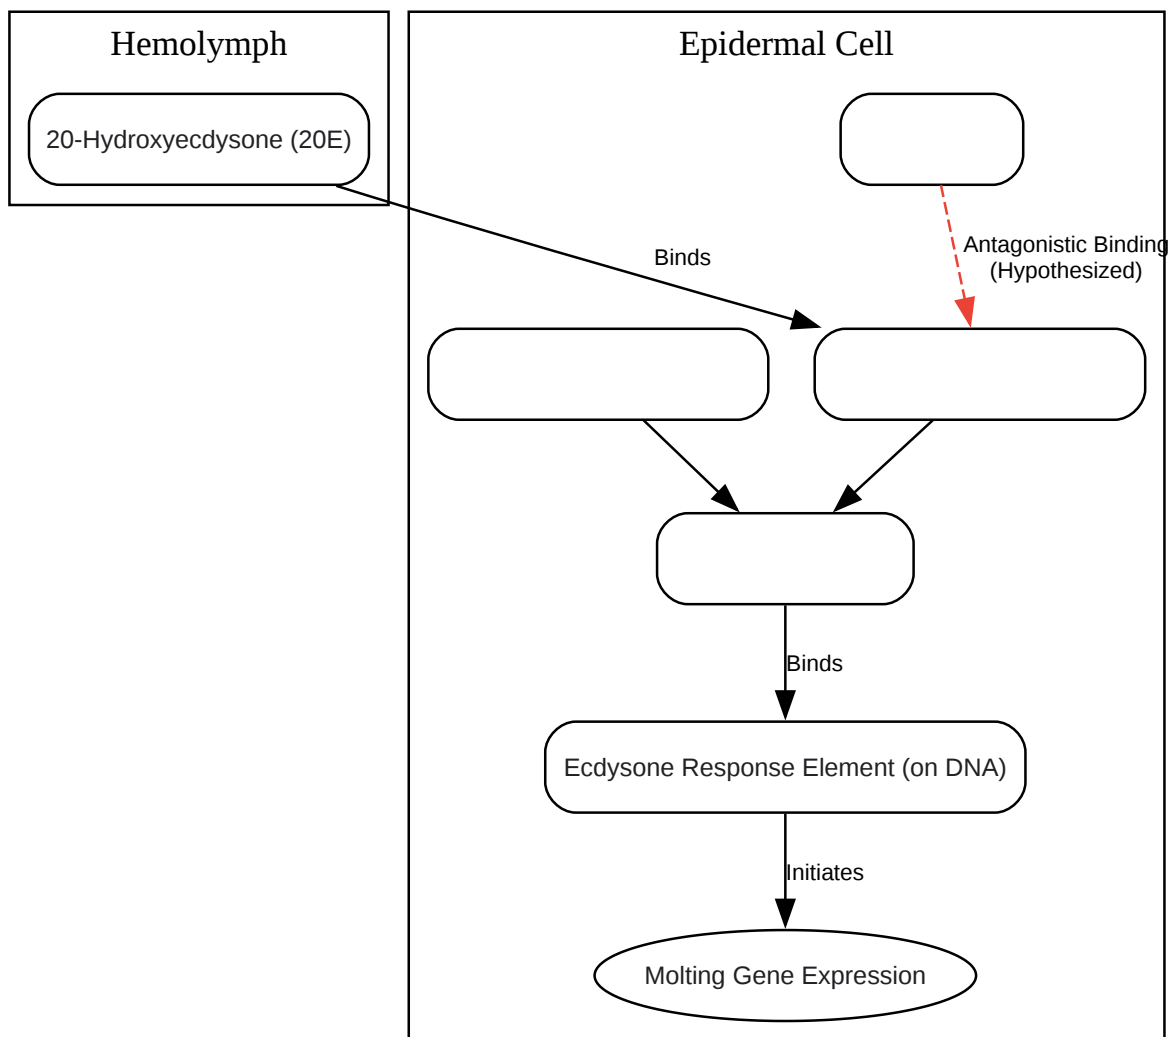 Hemolymph
Epidermal Cell
20-Hydroxyecdysone (20E)
Antagonistic Binding
(Hypothesized)
Binds
Binds
Ecdysone Response Element (on DNA)
Initiates
Molting Gene Expression